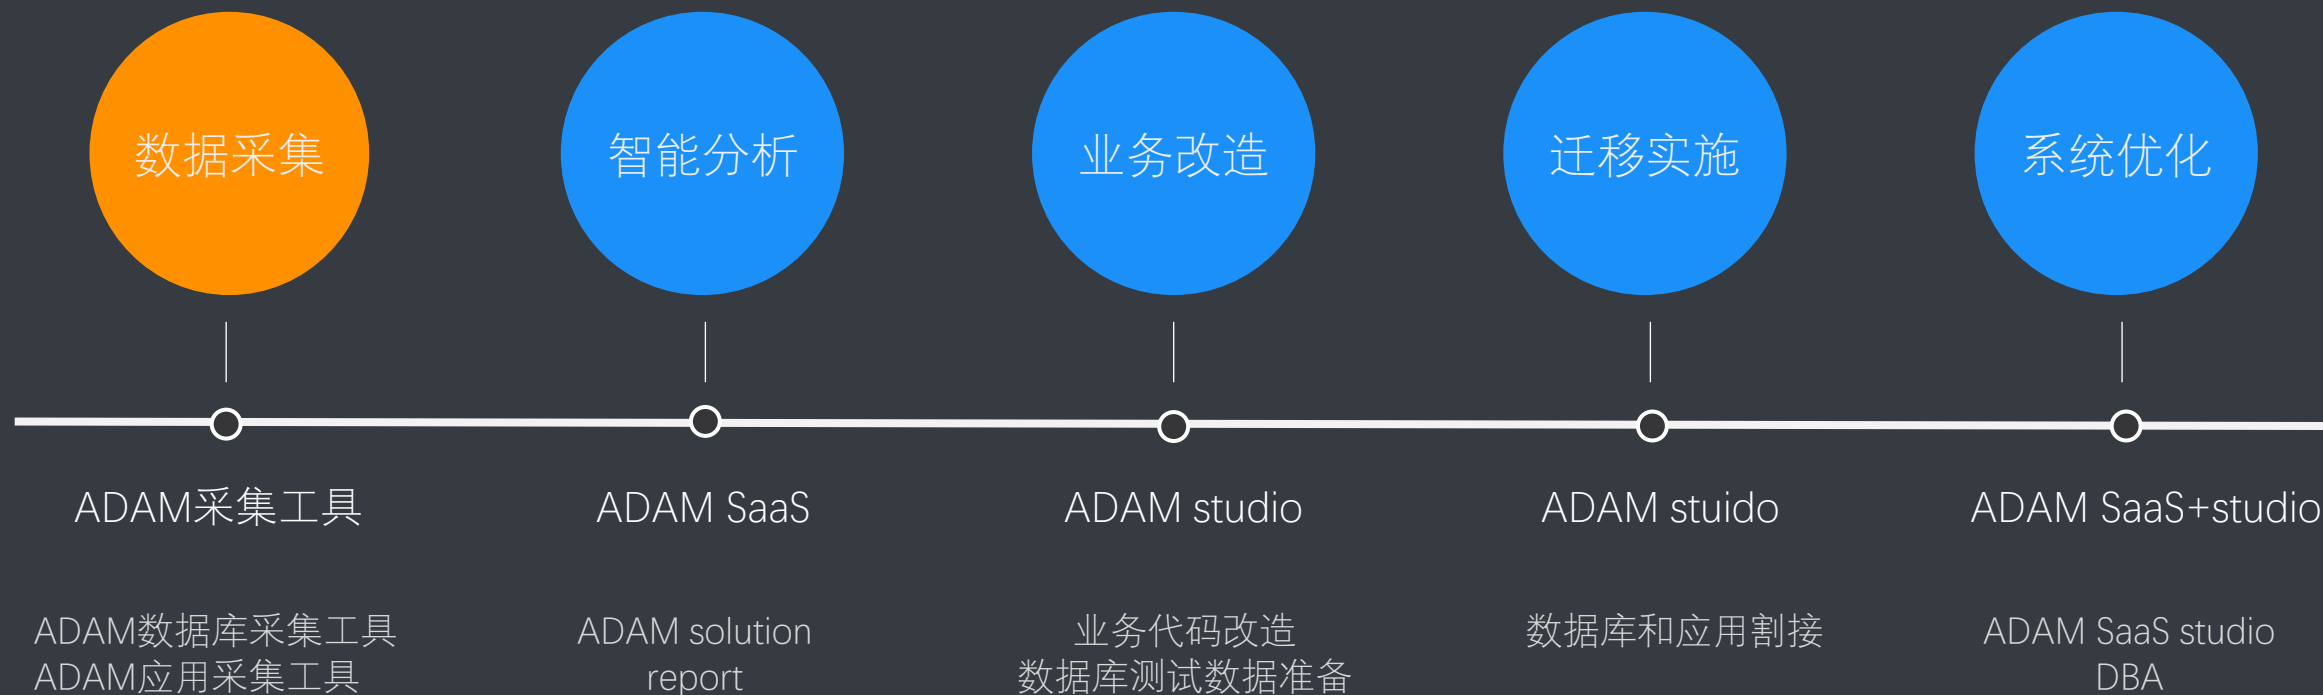 数据采集
智能分析
业务改造
迁移实施
系统优化
ADAM采集工具
ADAM SaaS
ADAM studio
ADAM stuido
ADAM SaaS+studio
ADAM数据库采集工具
ADAM应用采集工具
ADAM solution
report
业务代码改造
数据库测试数据准备
数据库和应用割接
ADAM SaaS studio
DBA